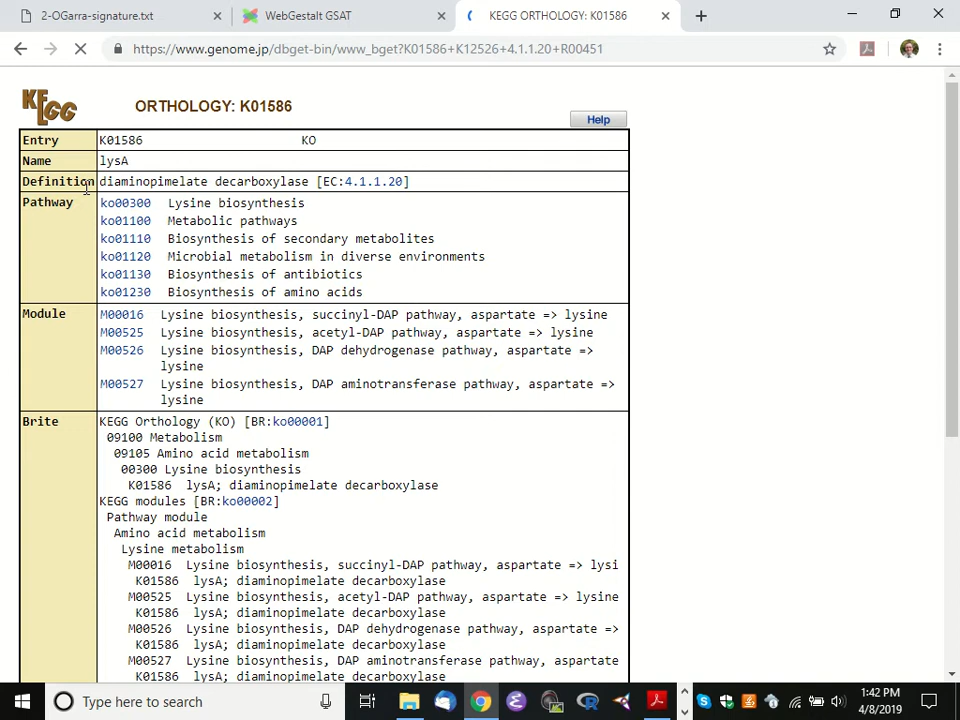 2-OGarra-signature.txt
WebGestalt GSAT
KEGG ORTHOLOGY: K01586
https://www.genome.jp/dbget-bin/www_bget?K01586+K12526+4.1.1.20+R00451
KEGG
ORTHOLOGY: K01586
Help
Entry K01586 KO
Name lysA
Definition diaminopimelate decarboxylase [EC:4.1.1.20]
Pathway ko00300 Lysine biosynthesis
ko01100 Metabolic pathways
ko01110 Biosynthesis of secondary metabolites
ko01120 Microbial metabolism in diverse environments
ko01130 Biosynthesis of antibiotics
ko01230 Biosynthesis of amino acids
Module M00016 Lysine biosynthesis, succinyl-DAP pathway, aspartate => lysine
M00525 Lysine biosynthesis, acetyl-DAP pathway, aspartate => lysine
M00526 Lysine biosynthesis, DAP dehydrogenase pathway, aspartate =>
lysine
M00527 Lysine biosynthesis, DAP aminotransferase pathway, aspartate =>
lysine
Brite KEGG Orthology (KO) [BR:ko00001]
09100 Metabolism
09105 Amino acid metabolism
00300 Lysine biosynthesis
K01586 lysA; diaminopimelate decarboxylase
KEGG modules [BR:ko00002]
Pathway module
Amino acid metabolism
Lysine metabolism
M00016 Lysine biosynthesis, succinyl-DAP pathway, aspartate => lysi
K01586 lysA; diaminopimelate decarboxylase
M00525 Lysine biosynthesis, acetyl-DAP pathway, aspartate => lysine
K01586 lysA; diaminopimelate decarboxylase
M00526 Lysine biosynthesis, DAP dehydrogenase pathway, aspartate =>
K01586 lysA; diaminopimelate decarboxylase
M00527 Lysine biosynthesis, DAP aminotransferase pathway, aspartate
K01586 lysA; diaminopimelate decarboxylase
Type here to search
1:42 PM
4/8/2019